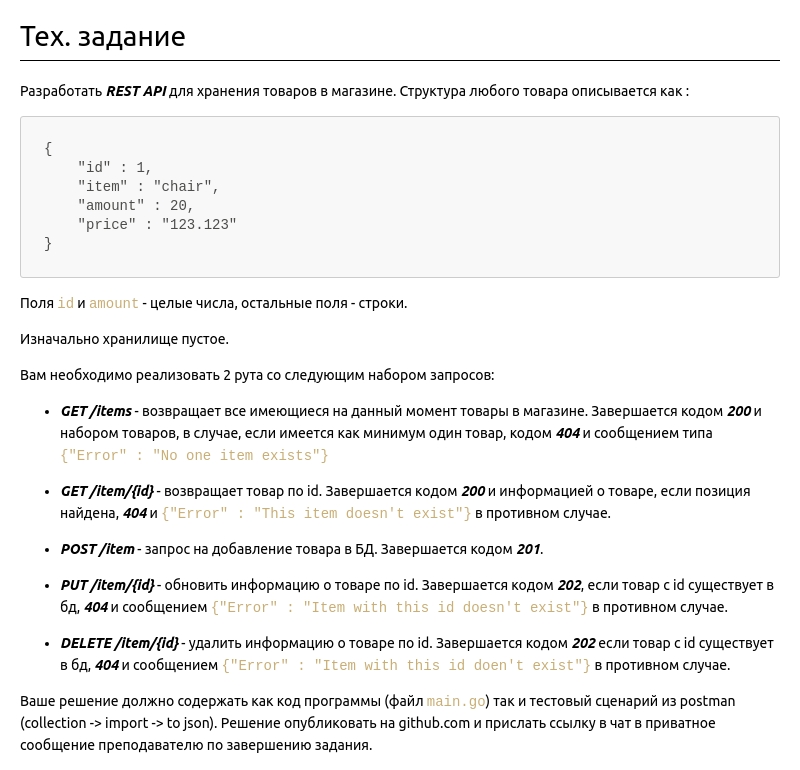 Тех. задание
Разработать REST API для хранения товаров в магазине. Структура любого товара описывается как :
{
    "id" : 1,
    "item" : "chair",
    "amount" : 20,
    "price" : "123.123"
}
Поля id и amount - целые числа, остальные поля - строки.
Изначально хранилище пустое.
Вам необходимо реализовать 2 рута со следующим набором запросов:
• GET /items - возвращает все имеющиеся на данный момент товары в магазине. Завершается кодом 200 и
набором товаров, в случае, если имеется как минимум один товар, кодом 404 и сообщением типа
{"Error" : "No one item exists"}
• GET /item/{id} - возвращает товар по id. Завершается кодом 200 и информацией о товаре, если позиция
найдена, 404 и {"Error" : "This item doesn't exist"} в противном случае.
• POST /item - запрос на добавление товара в БД. Завершается кодом 201.
• PUT /item/{id} - обновить информацию о товаре по id. Завершается кодом 202, если товар с id существует в
бд, 404 и сообщением {"Error" : "Item with this id doesn't exist"} в противном случае.
• DELETE /item/{id} - удалить информацию о товаре по id. Завершается кодом 202 если товар с id существует
в бд, 404 и сообщением {"Error" : "Item with this id doen't exist"} в противном случае.
Ваше решение должно содержать как код программы (файл main.go) так и тестовый сценарий из postman
(collection -> import -> to json). Решение опубликовать на github.com и прислать ссылку в чат в приватное
сообщение преподавателю по завершению задания.